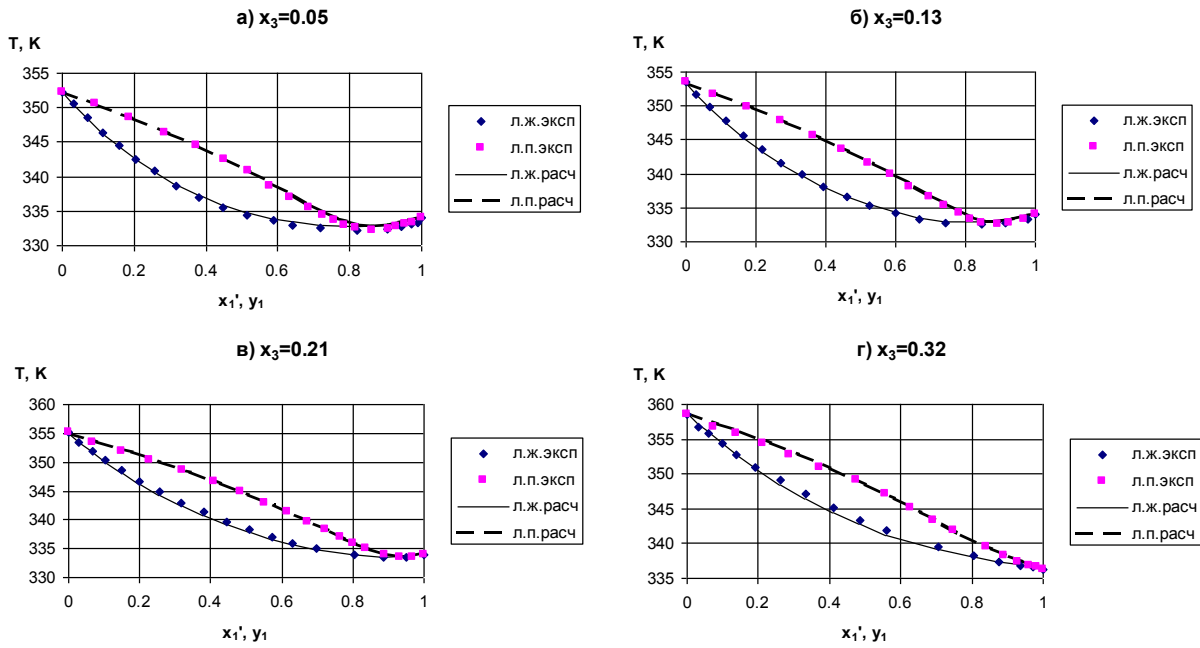 а) x3=0.05
T, K
355
350
345
340
335
330
0 0.2 0.4 0.6 0.8 1
x1', y1
л.ж.эксп
л.п.эксп
л.ж.расч
л.п.расч
б) x3=0.13
T, K
355
350
345
340
335
330
0 0.2 0.4 0.6 0.8 1
x1', y1
л.ж.эксп
л.п.эксп
л.ж.расч
л.п.расч
в) x3=0.21
T, K
360
355
350
345
340
335
330
0 0.2 0.4 0.6 0.8 1
x1', y1
л.ж.эксп
л.п.эксп
л.ж.расч
л.п.расч
г) x3=0.32
T, K
360
355
350
345
340
335
0 0.2 0.4 0.6 0.8 1
x1', y1
л.ж.эксп
л.п.эксп
л.ж.расч
л.п.расч